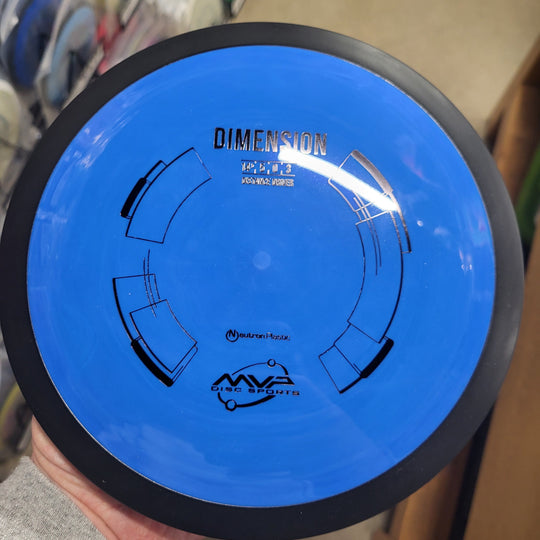 DIMENSION
Neutron Plastic
MVP
DISC SPORTS